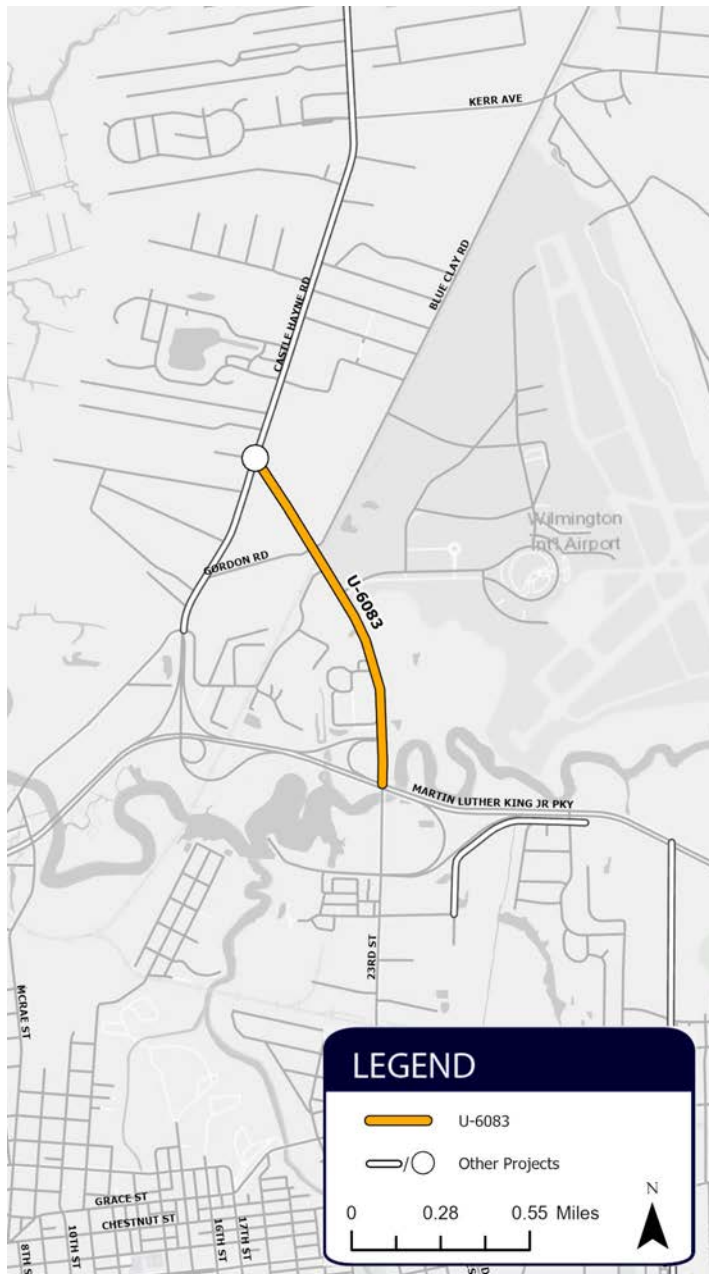 KERR AVE
BLUE CLAY RD
CASTLE HAYNE RD
Wilmington
Int'l Airport
GORDON RD
U-6083
MARTIN LUTHER KING JR PKY
23RD ST
MCRAE ST
GRACE ST
CHESTNUT ST
8TH ST
10TH ST
16TH ST
17TH ST
LEGEND
U-6083
/ Other Projects
N
0 0.28 0.55 Miles